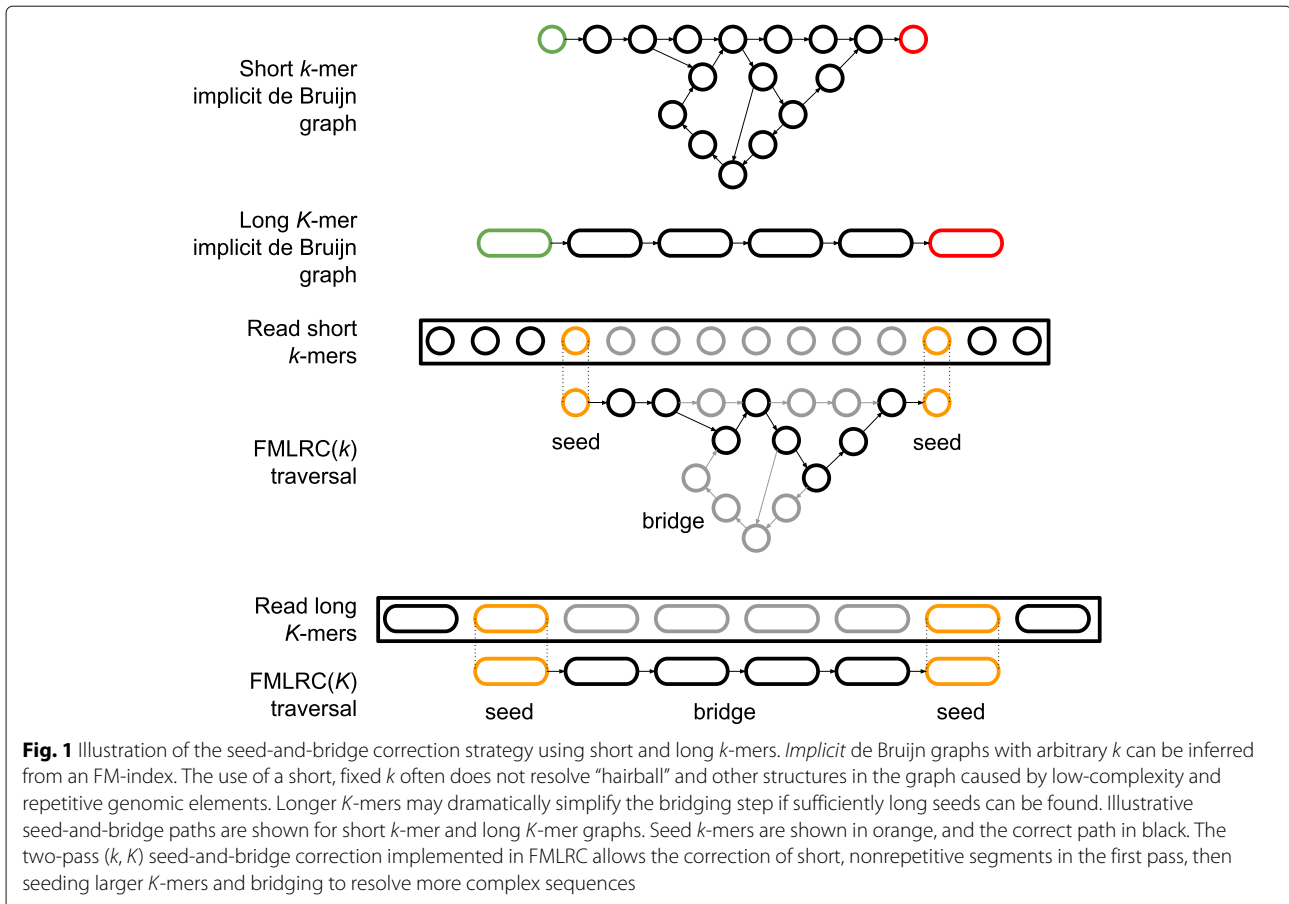 Short k-mer
implicit de Bruijn
graph
Long K-mer
implicit de Bruijn
graph
Read short
k-mers
FMLRC(k)
traversal
seed
seed
bridge
Read long
K-mers
FMLRC(K)
traversal
seed
bridge
seed
Fig. 1 Illustration of the seed-and-bridge correction strategy using short and long k-mers. Implicit de Bruijn graphs with arbitrary k can be inferred
from an FM-index. The use of a short, fixed k often does not resolve “hairball” and other structures in the graph caused by low-complexity and
repetitive genomic elements. Longer K-mers may dramatically simplify the bridging step if sufficiently long seeds can be found. Illustrative
seed-and-bridge paths are shown for short k-mer and long K-mer graphs. Seed k-mers are shown in orange, and the correct path in black. The
two-pass (k, K) seed-and-bridge correction implemented in FMLRC allows the correction of short, nonrepetitive segments in the first pass, then
seeding larger K-mers and bridging to resolve more complex sequences